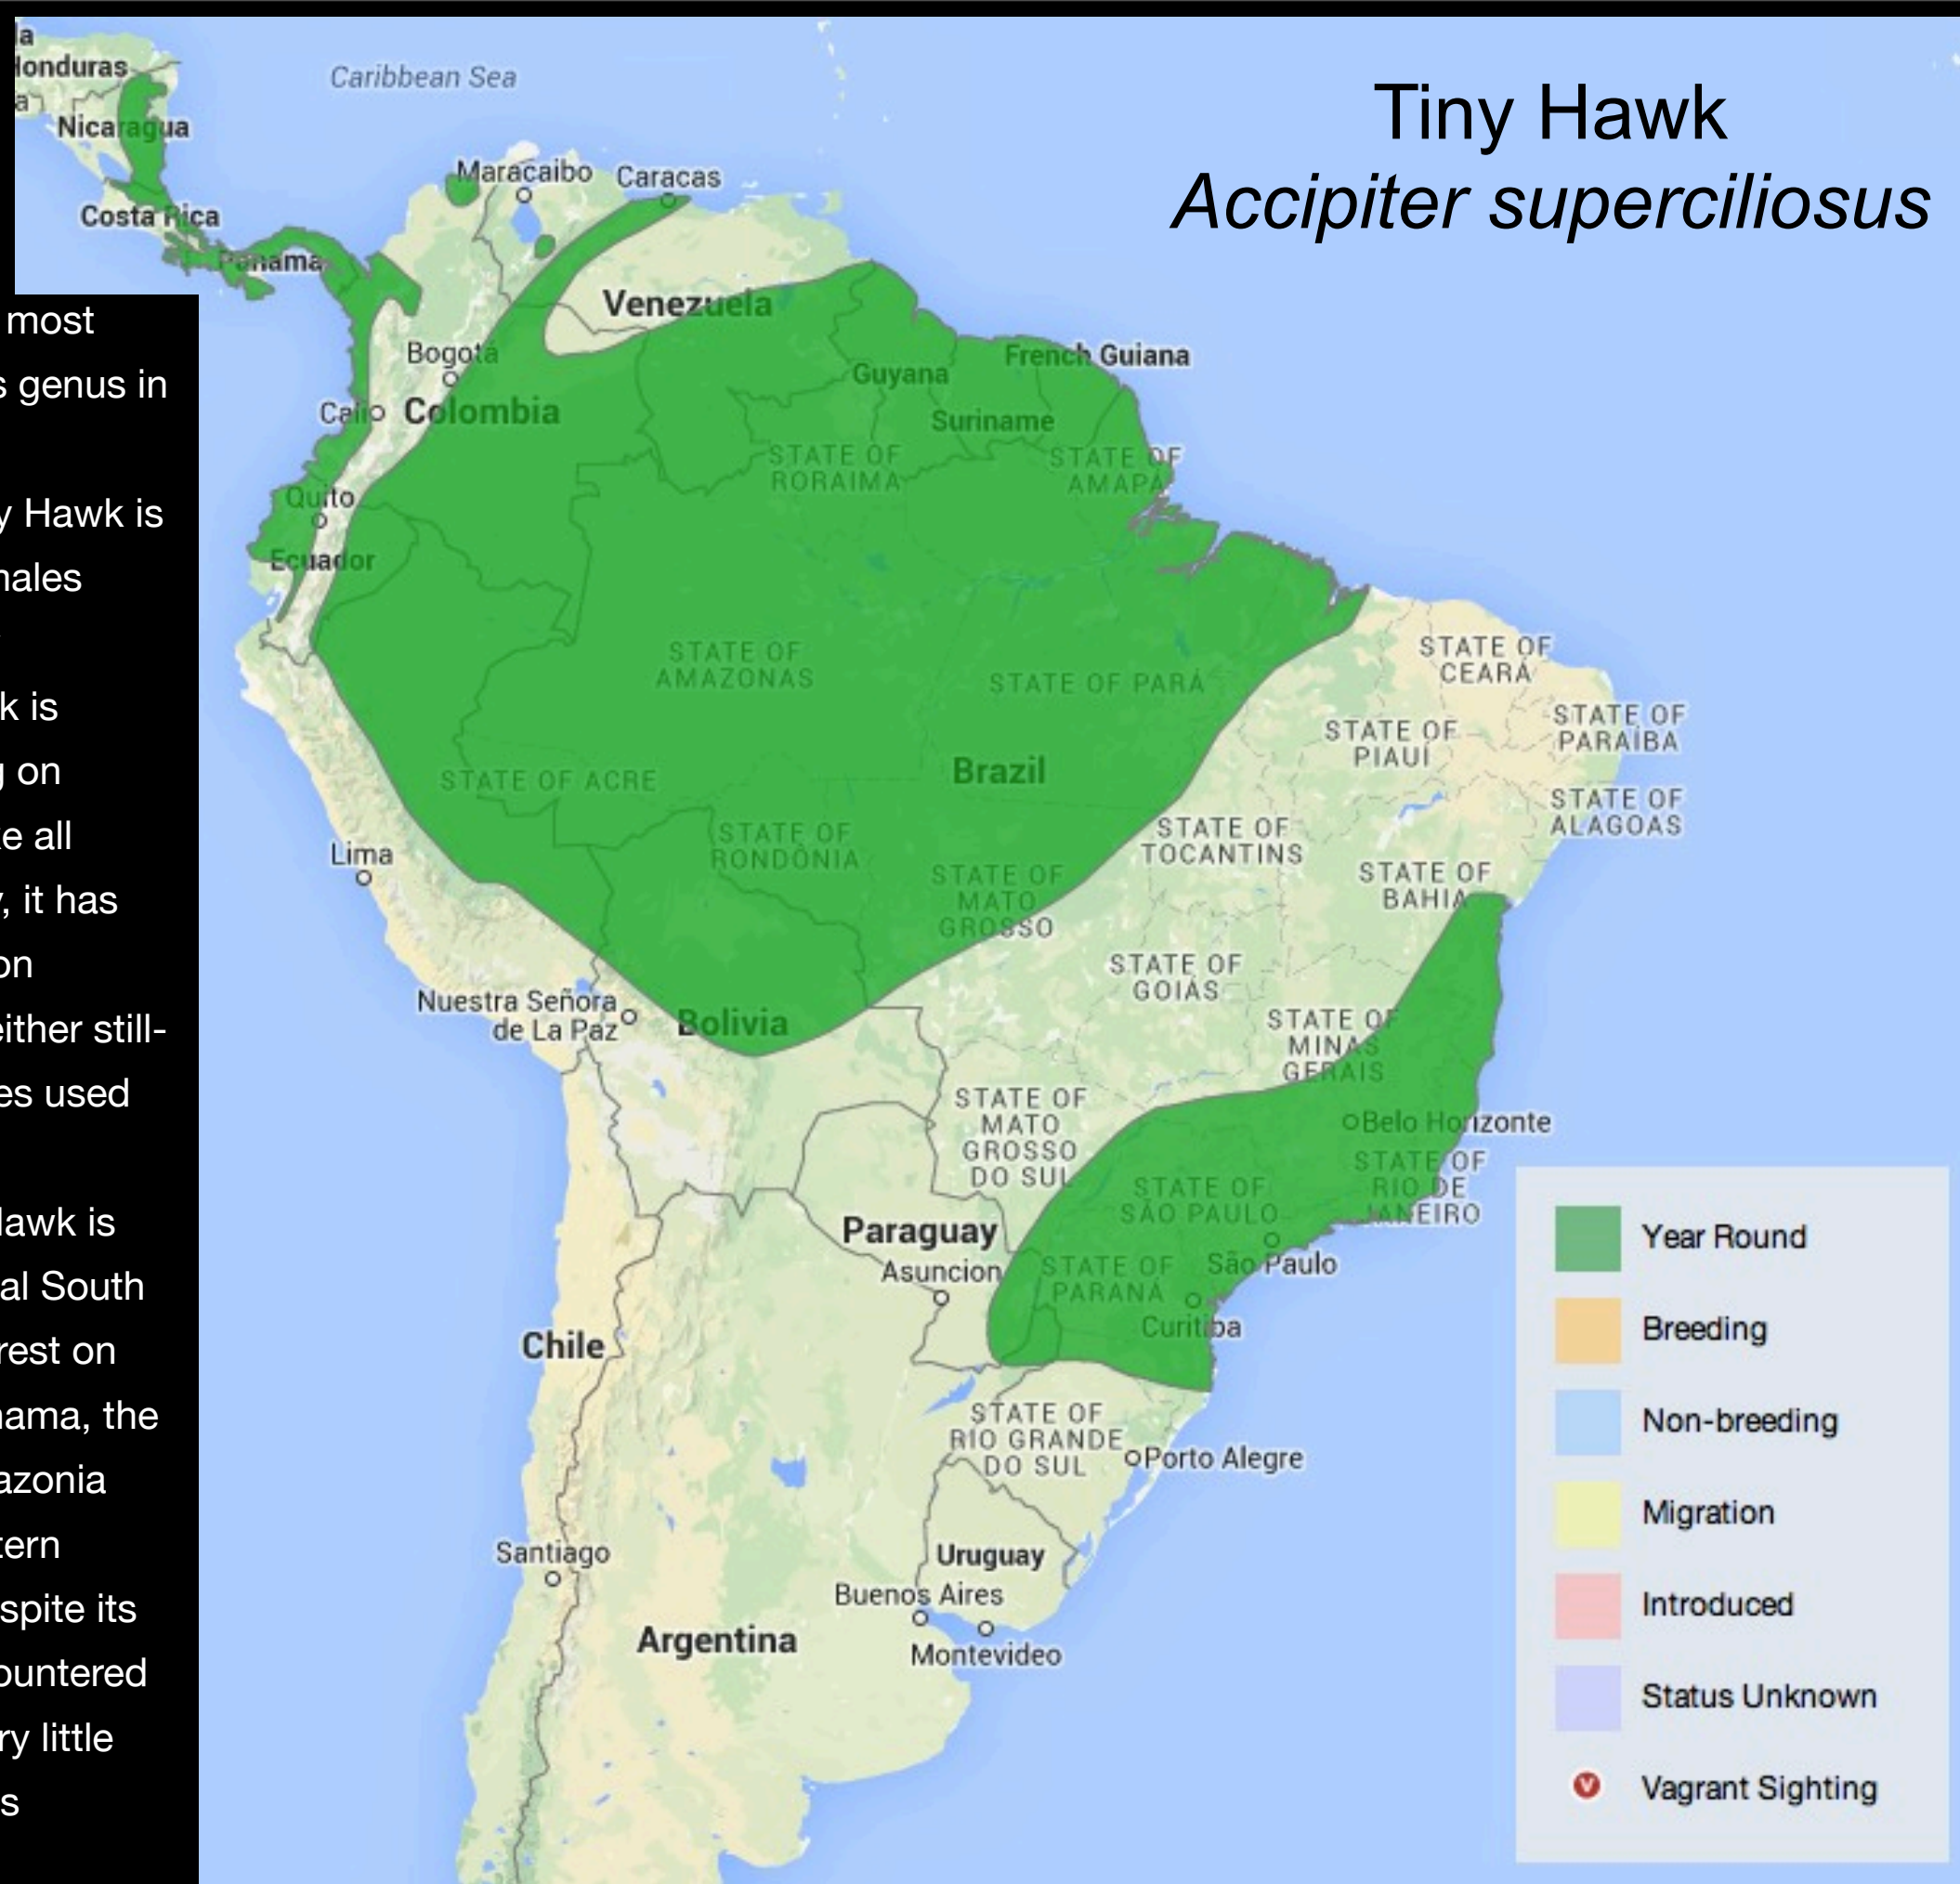 Tiny Hawk
Accipiter superciliosus
Caribbean Sea
la
Honduras
a
Nicaragua
Costa Rica
Panama
Maracaibo
Caracas
Venezuela
Bogotá
Cali
Colombia
Guyana
French Guiana
Suriname
STATE OF
RORAIMA
STATE OF
AMAPÁ
Quito
Ecuador
STATE OF
AMAZONAS
STATE OF PARÁ
STATE OF
CEARÁ
STATE OF
PIAUÍ
STATE OF
PARAÍBA
STATE OF ACRE
Brazil
STATE OF
ALAGOAS
STATE OF
TOCANTINS
STATE OF
RONDÔNIA
Lima
STATE OF
MATO
GROSSO
STATE OF
BAHIA
STATE OF
GOIÁS
Nuestra Señora
de La Paz
Bolivia
STATE OF
MINAS
GERAIS
STATE OF
MATO
GROSSO
DO SUL
Belo Horizonte
STATE OF
RIO DE
JANEIRO
STATE OF
SÃO PAULO
Paraguay
Asuncion
STATE OF
PARANÁ
São Paulo
Curitiba
Chile
STATE OF
RIO GRANDE
DO SUL
Porto Alegre
Santiago
Uruguay
Buenos Aires
Argentina
Montevideo
Year Round
Breeding
Non-breeding
Migration
Introduced
Status Unknown
V
Vagrant Sighting
most
s genus in
y Hawk is
nales
k is
g on
e all
, it has
on
either still-
es used
Hawk is
al South
rest on
nama, the
azonia
tern
spite its
ountered
ry little
s